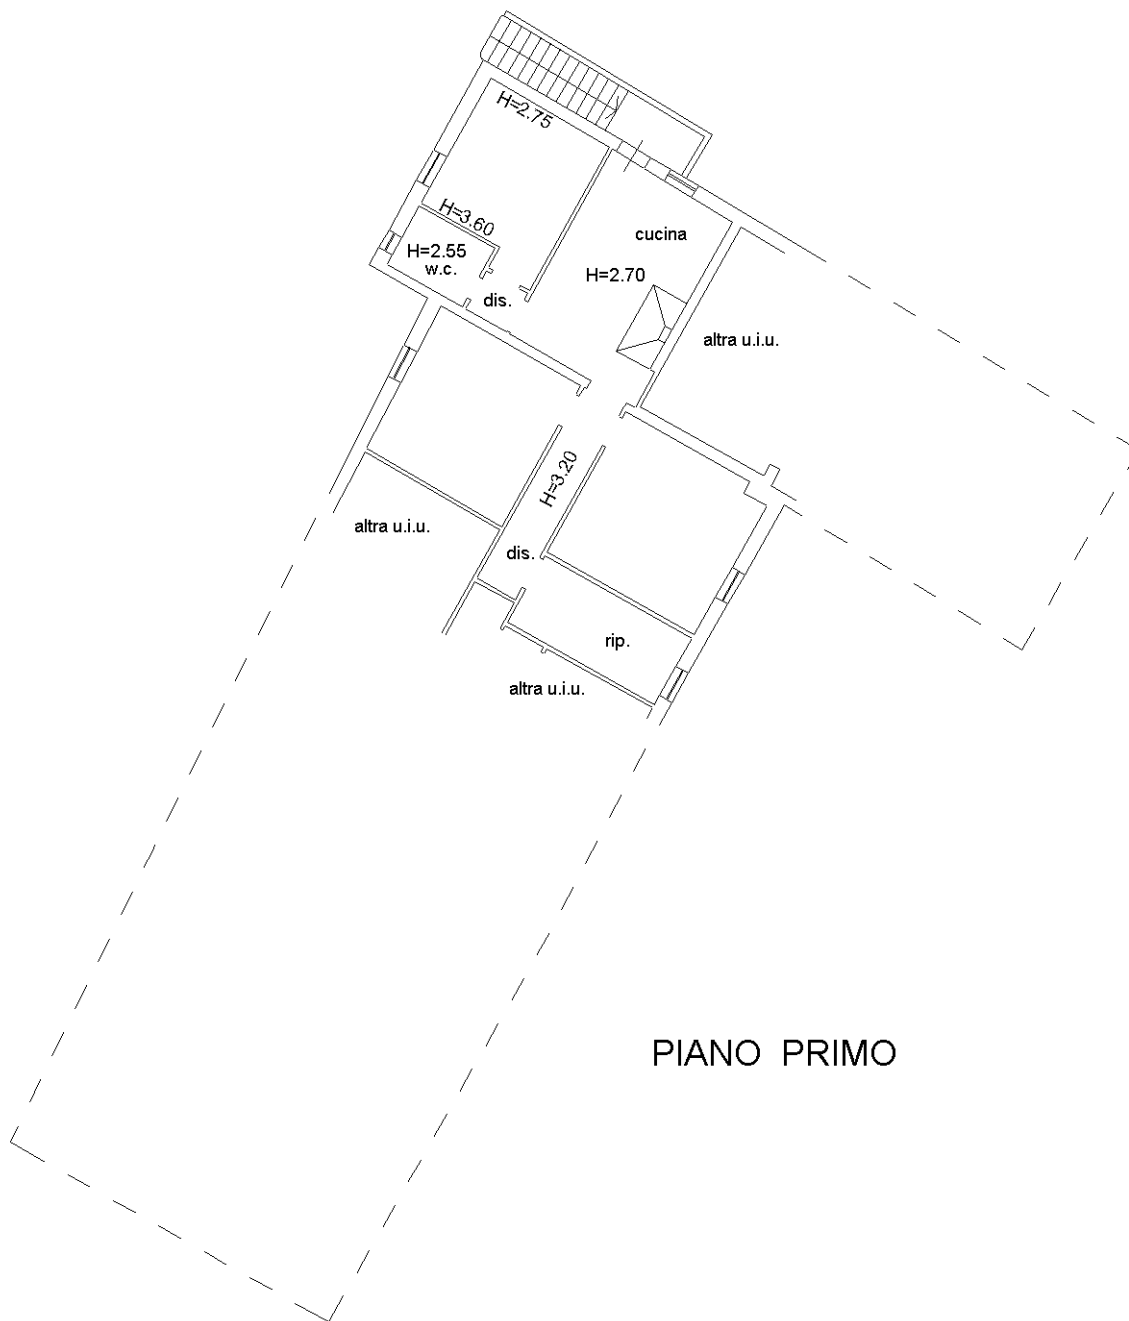 H=2.75
H=3.60
cucina
H=2.55
w.c.
H=2.70
dis.
altra u.i.u.
H=3.20
altra u.i.u.
dis.
rip.
altra u.i.u.
PIANO PRIMO